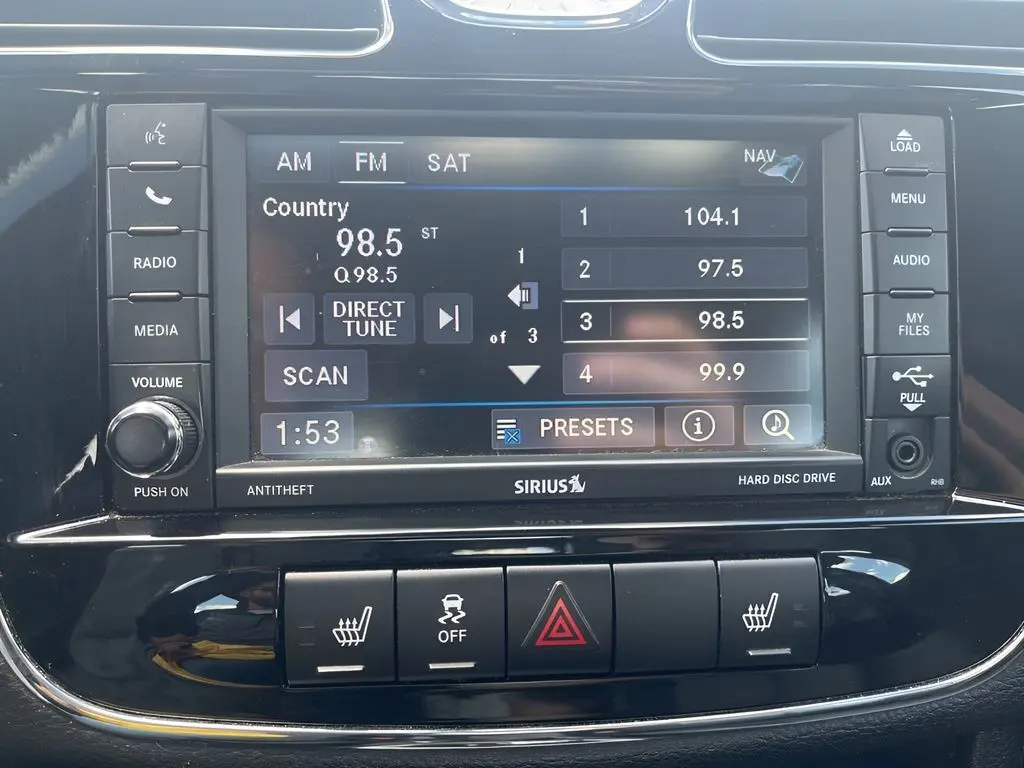 AM FM SAT NAV
Country
98.5 ST
Q98.5
DIRECT
TUNE
SCAN
1:53
1
of 3
1 104.1
2 97.5
3 98.5
4 99.9
PRESETS
i
RADIO
MEDIA
VOLUME
PUSH ON
LOAD
MENU
AUDIO
MY
FILES
PULL
AUX
RHB
ANTITHEFT
SIRIUS
HARD DISC DRIVE
OFF